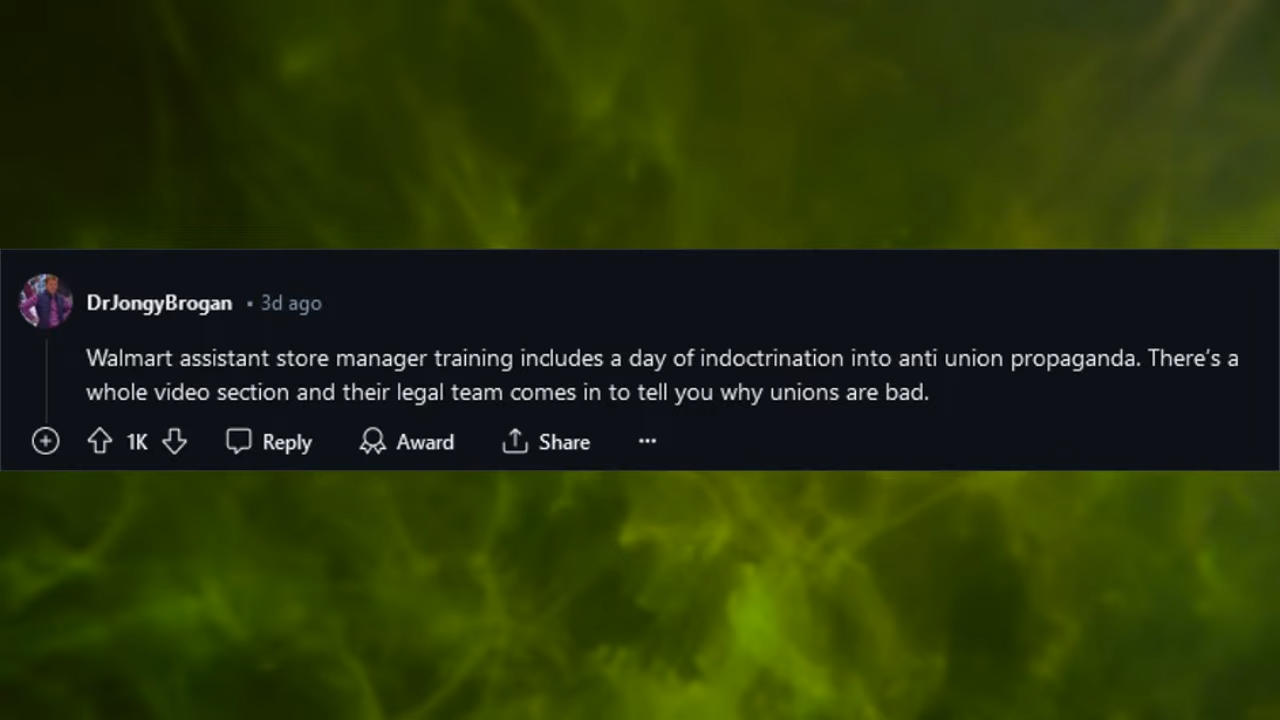 DrJongyBrogan • 3d ago
Walmart assistant store manager training includes a day of indoctrination into anti union propaganda. There's a
whole video section and their legal team comes in to tell you why unions are bad.
1K Reply Award Share ...